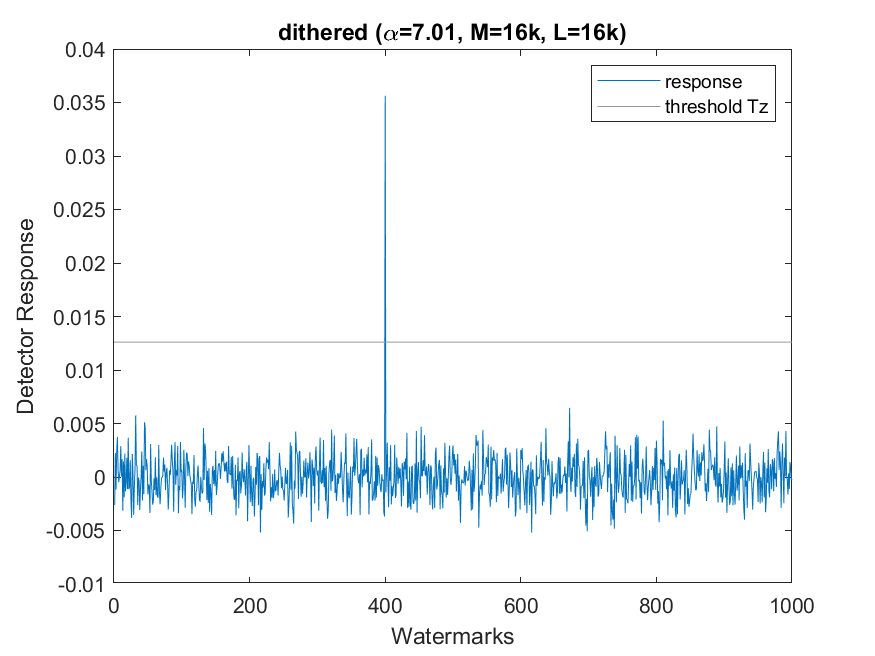 dithered (α=7.01, M=16k, L=16k)
response
threshold Tz
Detector Response
0.04
0.035
0.03
0.025
0.02
0.015
0.01
0.005
0
-0.005
-0.01
0 200 400 600 800 1000
Watermarks